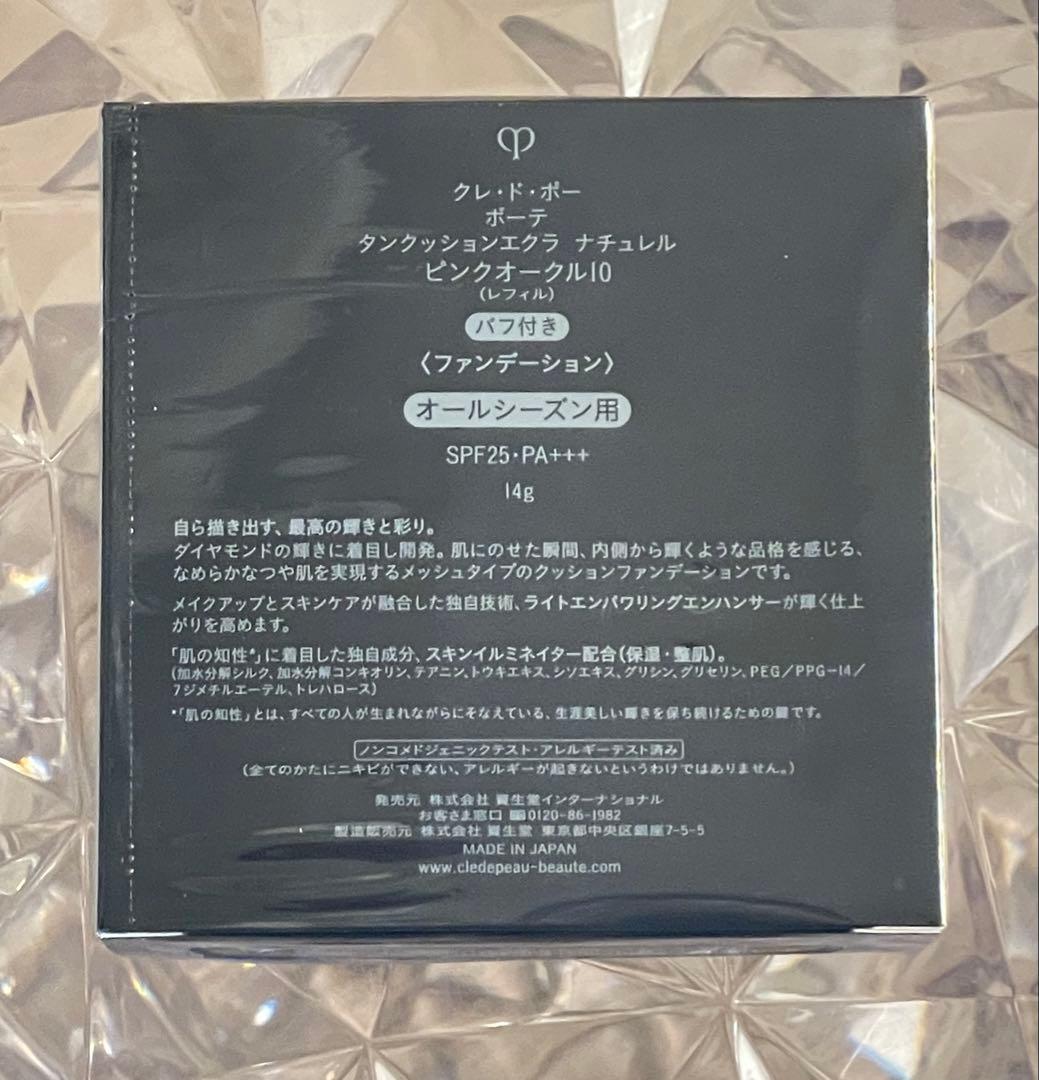 クレ・ド・ポー
ボーテ
タンクッションエクラ ナチュレル
ピンクオークル10
(レフィル)
パフ付き
〈ファンデーション〉
オールシーズン用
SPF25・PA+++
14g
自ら描き出す、最高の輝きと彩り。
ダイヤモンドの輝きに着目し開発。肌にのせた瞬間、内側から輝くような品格を感じる、
なめらかなつや肌を実現するメッシュタイプのクッションファンデーションです。
メイクアップとスキンケアが融合した独自技術、ライトエンパワリングエンハンサーが輝く仕上
がりを高めます。
「肌の知性*」に着目した独自成分、スキンイルミネイター配合(保湿・整肌)。
(加水分解シルク、加水分解コンキオリン、テアニン、トウキエキス、シソエキス、グリシン、グリセリン、PEG/PPG-14/
7ジメチルエーテル、トレハロース)
*「肌の知性」とは、すべての人が生まれながらにそなえている、生涯美しい輝きを保ち続けるための鍵です。
ノンコメドジェニックテスト・アレルギーテスト済み
(全てのかたにニキビができない、アレルギーが起きないというわけではありません。)
発売元 株式会社 資生堂インターナショナル
お客さま窓口 0120-86-1982
製造販売元 株式会社 資生堂 東京都中央区銀座7-5-5
MADE IN JAPAN
www.cledepeau-beaute.com